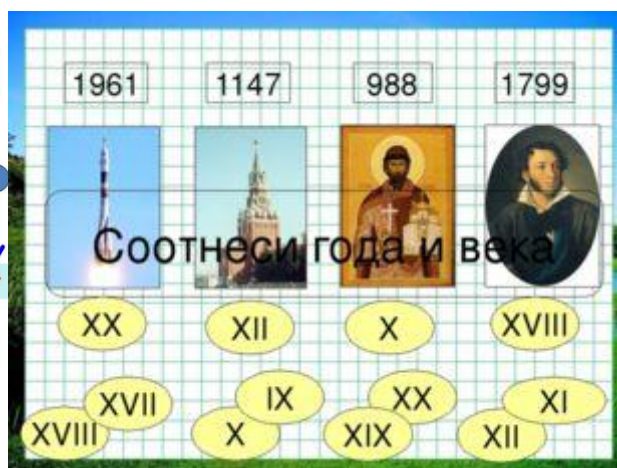 1961 1147 988 1799
Соотнеси года и века
XX XII X XVIII
XVII IX XX XI
XVIII X XIX XII